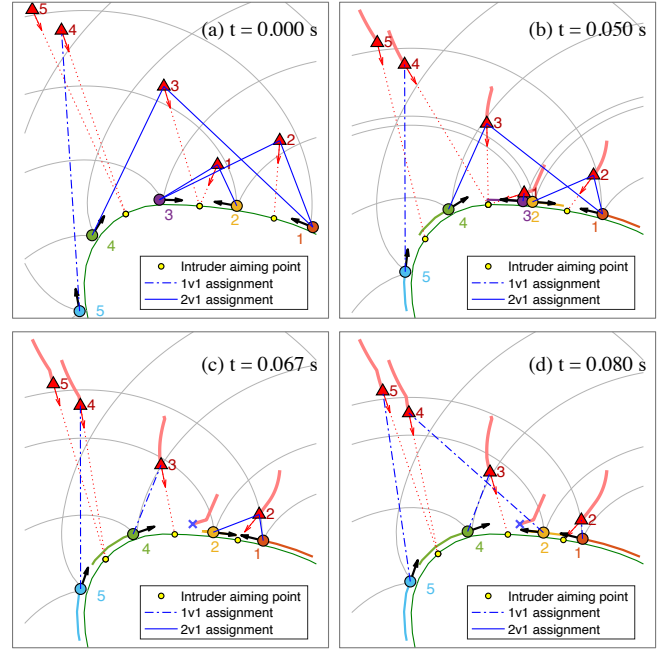 5
4
(a) t = 0.000 s
3
2
1
3
2
4
1
Intruder aiming point
1v1 assignment
2v1 assignment
5
5
4
(b) t = 0.050 s
3
2
1
4
3
2
1
5
Intruder aiming point
1v1 assignment
2v1 assignment
(c) t = 0.067 s
5
4
3
2
4
2
1
5
Intruder aiming point
1v1 assignment
2v1 assignment
(d) t = 0.080 s
5
4
3
2
4
2
1
5
Intruder aiming point
1v1 assignment
2v1 assignment